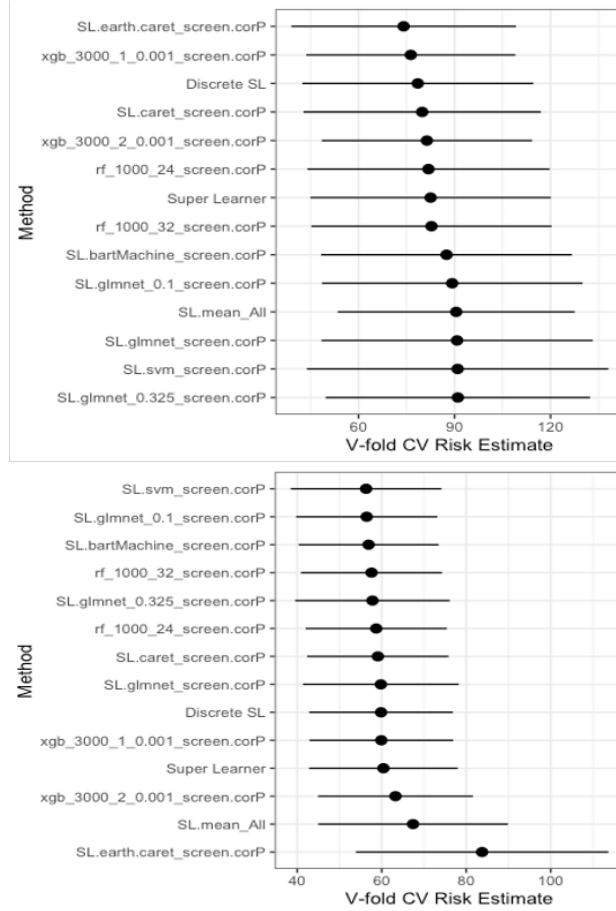 SL.earth.caret_screen.corP
xgb_3000_1_0.001_screen.corP
Discrete SL
SL.caret_screen.corP
xgb_3000_2_0.001_screen.corP
rf_1000_24_screen.corP
Super Learner
rf_1000_32_screen.corP
SL.bartMachine_screen.corP
SL.glmnet_0.1_screen.corP
SL.mean_All
SL.glmnet_screen.corP
SL.svm_screen.corP
SL.glmnet_0.325_screen.corP
Method
60 90 120
V-fold CV Risk Estimate
SL.svm_screen.corP
SL.glmnet_0.1_screen.corP
SL.bartMachine_screen.corP
rf_1000_32_screen.corP
SL.glmnet_0.325_screen.corP
rf_1000_24_screen.corP
SL.caret_screen.corP
SL.glmnet_screen.corP
Discrete SL
xgb_3000_1_0.001_screen.corP
Super Learner
xgb_3000_2_0.001_screen.corP
SL.mean_All
SL.earth.caret_screen.corP
Method
40 60 80 100
V-fold CV Risk Estimate